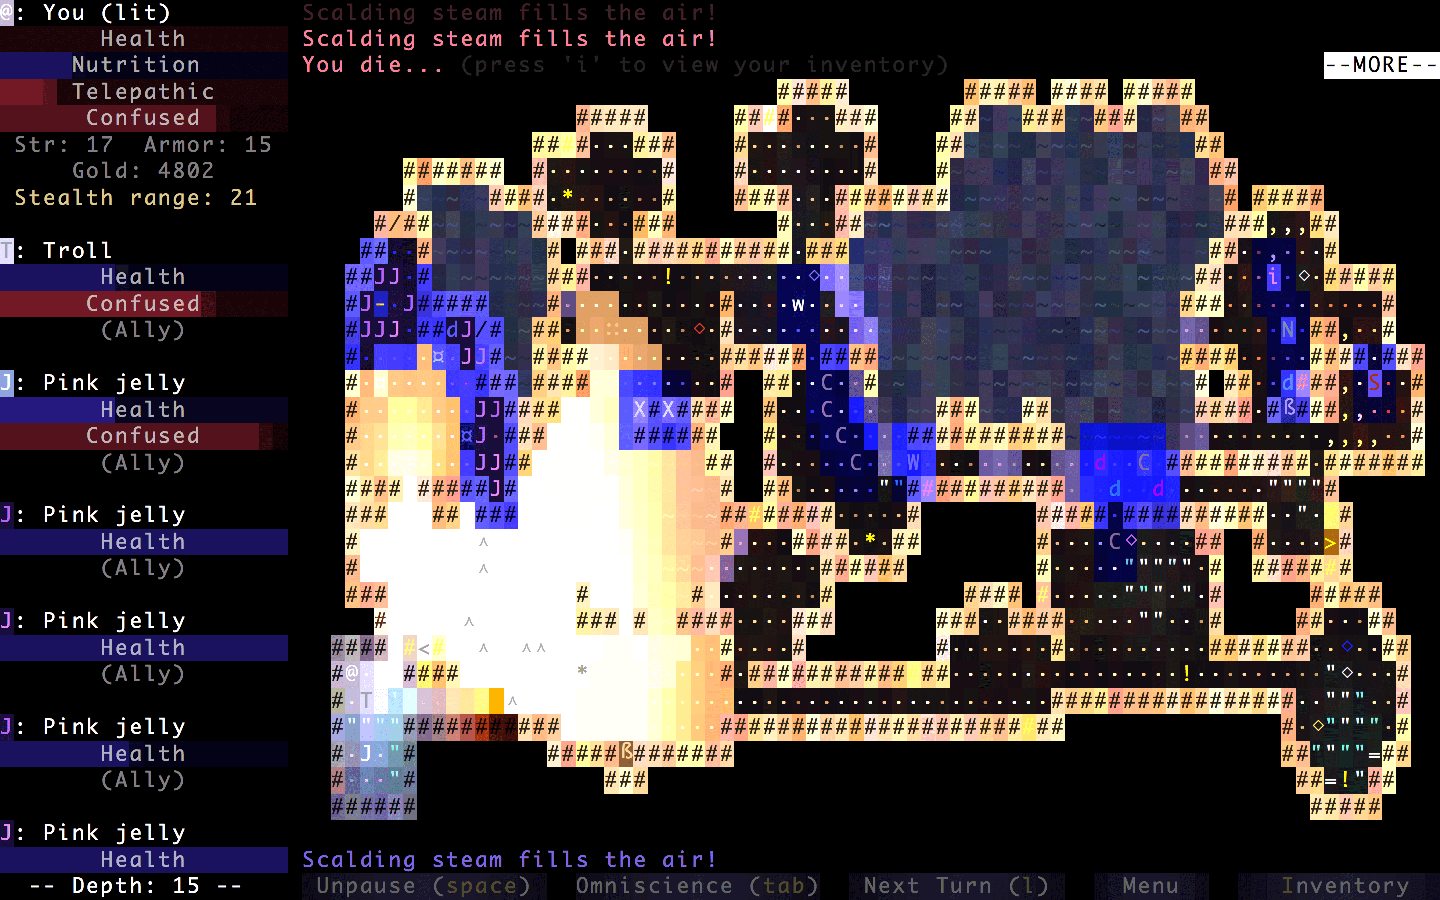 @: You (lit)
Health
Nutrition
Telepathic
Confused
Str: 17 Armor: 15
Gold: 4802
Stealth range: 21
T: Troll
Health
Confused
(Ally)
J: Pink jelly
Health
Confused
(Ally)
J: Pink jelly
Health
(Ally)
J: Pink jelly
Health
(Ally)
J: Pink jelly
Health
(Ally)
J: Pink jelly
Health
-- Depth: 15 --
Scalding steam fills the air!
Scalding steam fills the air!
You die... (press 'i' to view your inventory)
--MORE--
Scalding steam fills the air!
Unpause (space) Omniscience (tab) Next Turn (l) Menu Inventory